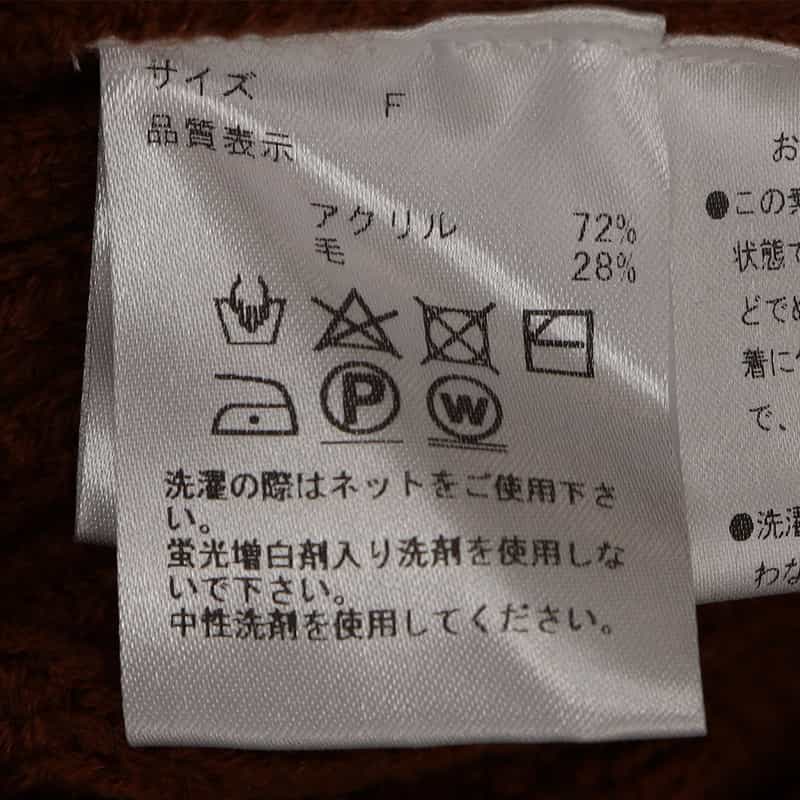 サイズ F
品質表示
アクリル 72%
毛 28%
P W
洗濯の際はネットをご使用下さ
い。
蛍光増白剤入り洗剤を使用しな
いで下さい。
中性洗剤を使用してください。
お
●この
状態で
どでぬ
着に
で、
●洗濯
わな